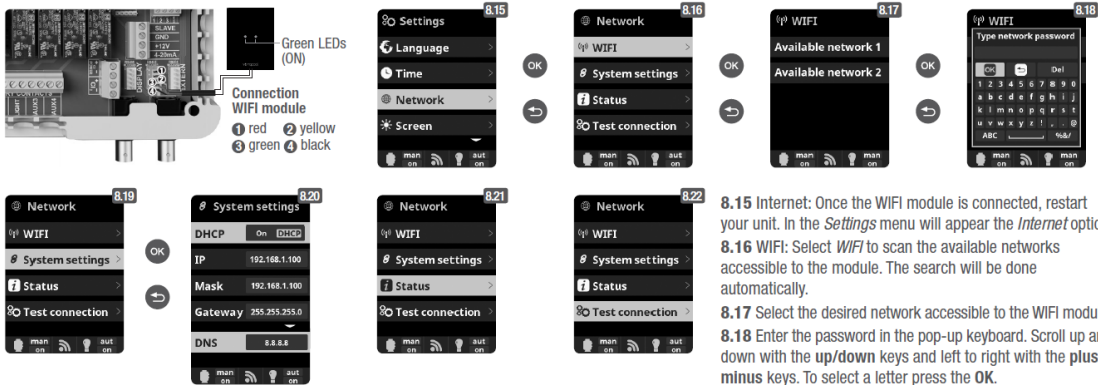 SLAVE
GND
+12V
4-20mA
DISPLAY
EXTERN
AUX3
AUX4
Green LEDs
(ON)
Connection
WIFI module
1 red 2 yellow
3 green 4 black
8.15
Settings
Language
Time
Network
Screen
man on
aut on
OK
8.16
Network
WIFI
System settings
Status
Test connection
man on
aut on
OK
8.17
WIFI
Available network 1
Available network 2
man on
man on
OK
8.18
WIFI
Type network password
OK Del
1 2 3 4 5 6 7 8 9 0
a b c d e f g h i j
k l m n o p q r s t
u v w x y z ! , . @
ABC %&/
man on
man on
8.19
Network
WIFI
System settings
Status
Test connection
man on
aut on
OK
8.20
System settings
DHCP On DHCP
IP 192.168.1.100
Mask 192.168.1.100
Gateway 255.255.255.0
DNS 8.8.8.8
man on
aut on
8.21
Network
WIFI
System settings
Status
Test connection
man on
aut on
8.22
Network
WIFI
System settings
Status
Test connection
man on
aut on
8.15 Internet: Once the WIFI module is connected, restart
your unit. In the Settings menu will appear the Internet optio
8.16 WIFI: Select WIFI to scan the available networks
accessible to the module. The search will be done
automatically.
8.17 Select the desired network accessible to the WIFI modu
8.18 Enter the password in the pop-up keyboard. Scroll up an
down with the up/down keys and left to right with the plus
minus keys. To select a letter press the OK.